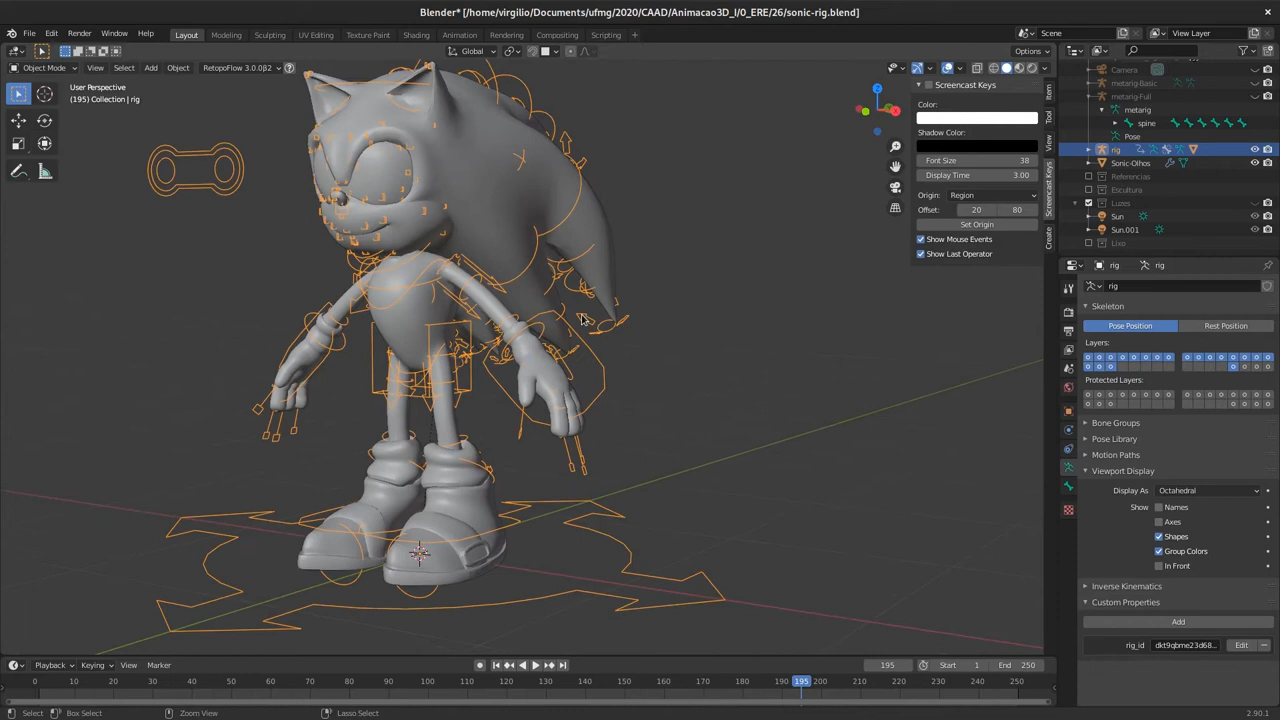 Blender* [/home/virgilio/Documents/ufmg/2020/CAAD/Animacao3D_I/0_ERE/26/sonic-rig.blend]
File Edit Render Window Help Layout Modeling Sculpting UV Editing Texture Paint Shading Animation Rendering Compositing Scripting + Scene View Layer
Global Options
Object Mode View Select Add Object RetopoFlow 3.0.0β2
User Perspective
(195) Collection | rig
Screencast Keys
Color:
Shadow Color:
Font Size 38
Display Time 3.00
Origin: Region
Offset: 20 80
Set Origin
Show Mouse Events
Show Last Operator
Item
Tool
View
Screencast Keys
Create
Z
Camera
metarig-Basic
metarig-Full
metarig
spine
Pose
rig
Sonic-Olhos
Referencias
Escultura
Luzes
Sun
Sun.001
Lixo
rig rig
rig
Skeleton
Pose Position Rest Position
Layers:
Protected Layers:
Bone Groups
Pose Library
Motion Paths
Viewport Display
Display As Octahedral
Show Names
Axes
Shapes
Group Colors
In Front
Inverse Kinematics
Custom Properties
Add
rig_id dkt9qbme23d68... Edit
Playback Keying View Marker 195 Start 1 End 250
0 10 20 30 40 50 60 70 80 90 100 110 120 130 140 150 160 170 180 190 195 200 210 220 230 240 250
Select Box Select Zoom View Lasso Select 2.90.1